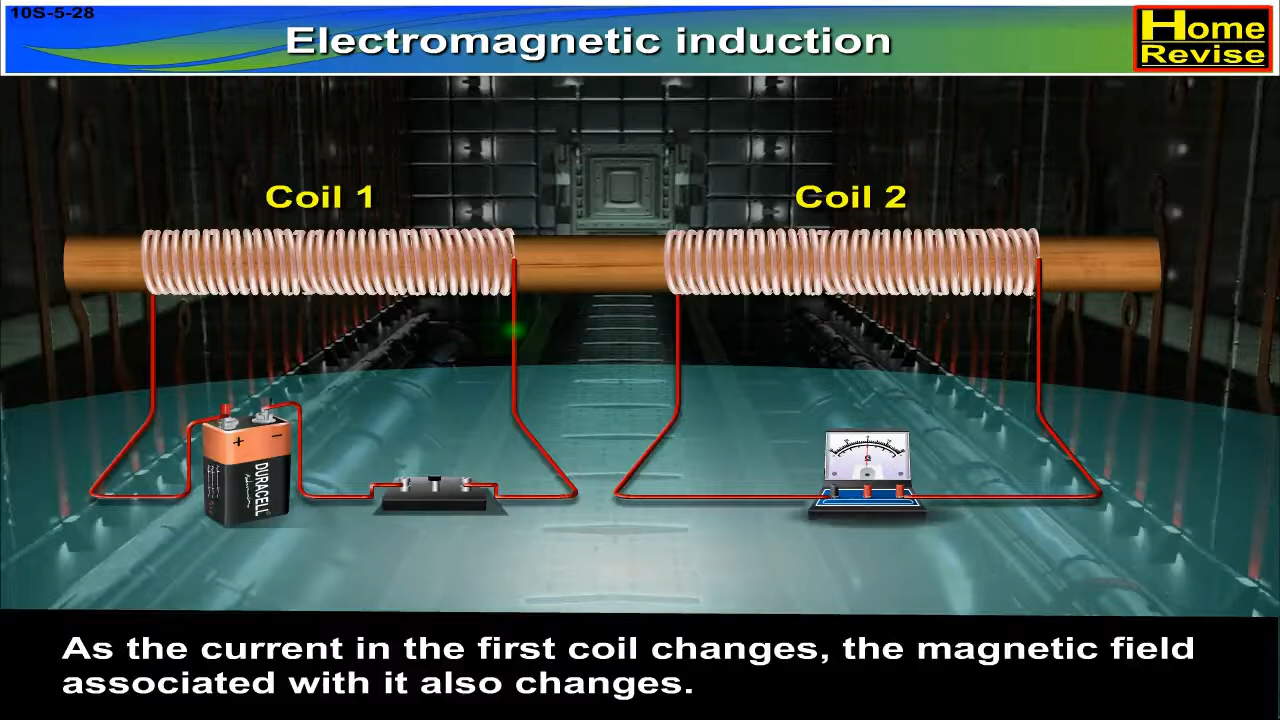 10S-5-28
Electromagnetic induction
Home
Revise
Coil 1
Coil 2
+ −
DURACELL
As the current in the first coil changes, the magnetic field
associated with it also changes.